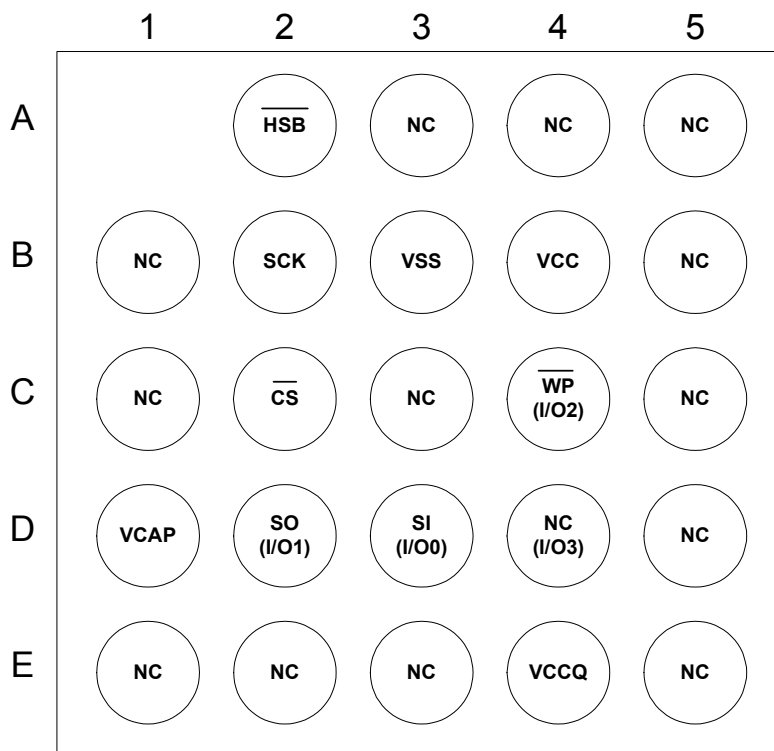 1 2 3 4 5
A HSB NC NC NC
B NC SCK VSS VCC NC
C NC CS NC WP (I/O2) NC
D VCAP SO (I/O1) SI (I/O0) NC (I/O3) NC
E NC NC NC VCCQ NC